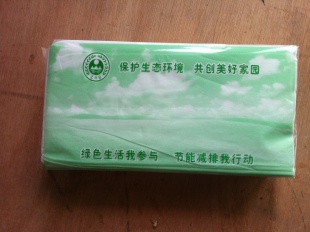 保护生态环境 共创美好家园
绿色生活我参与 节能减排我行动